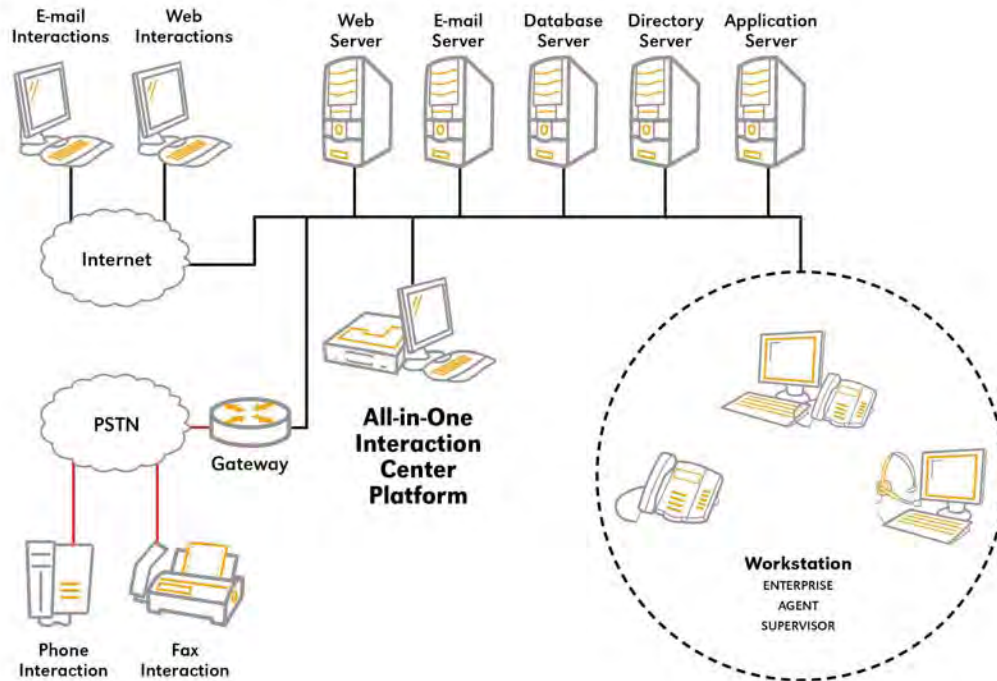 E-mail
Interactions
Web
Interactions
Web
Server
E-mail
Server
Database
Server
Directory
Server
Application
Server
Internet
PSTN
Gateway
All-in-One
Interaction
Center
Platform
Workstation
ENTERPRISE
AGENT
SUPERVISOR
Phone
Interaction
Fax
Interaction